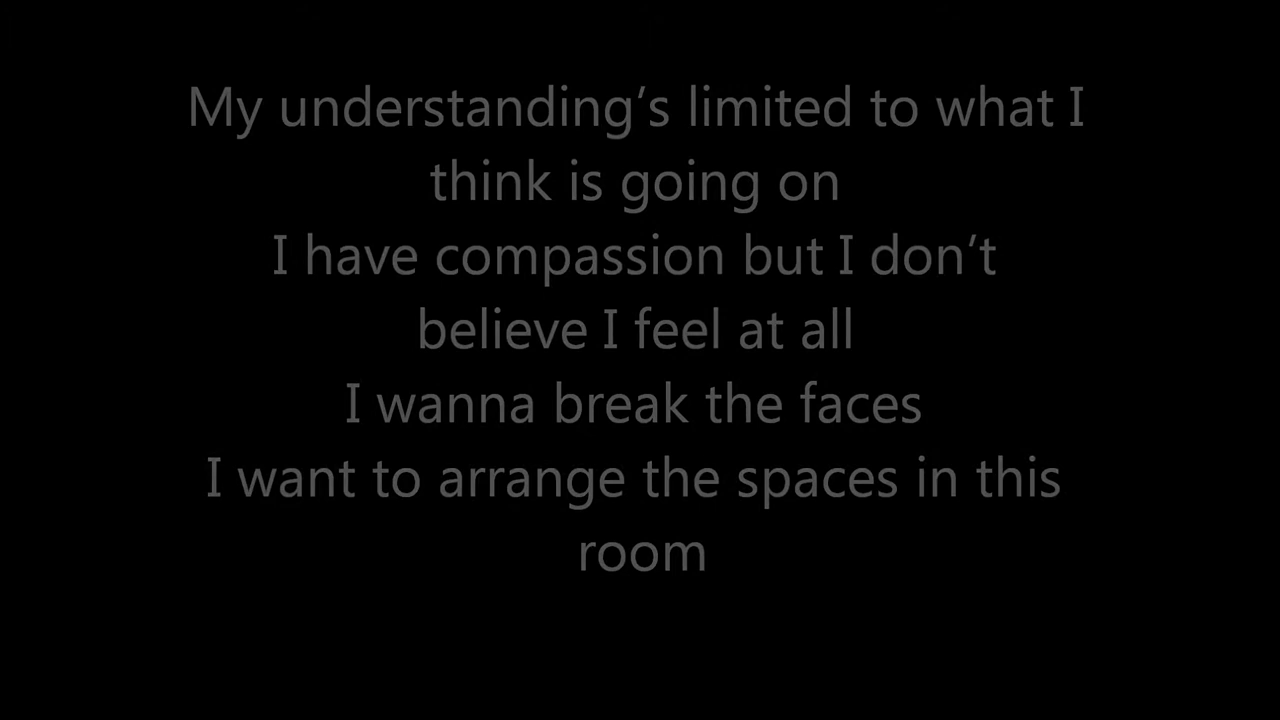 My understanding’s limited to what I
think is going on
I have compassion but I don’t
believe I feel at all
I wanna break the faces
I want to arrange the spaces in this
room